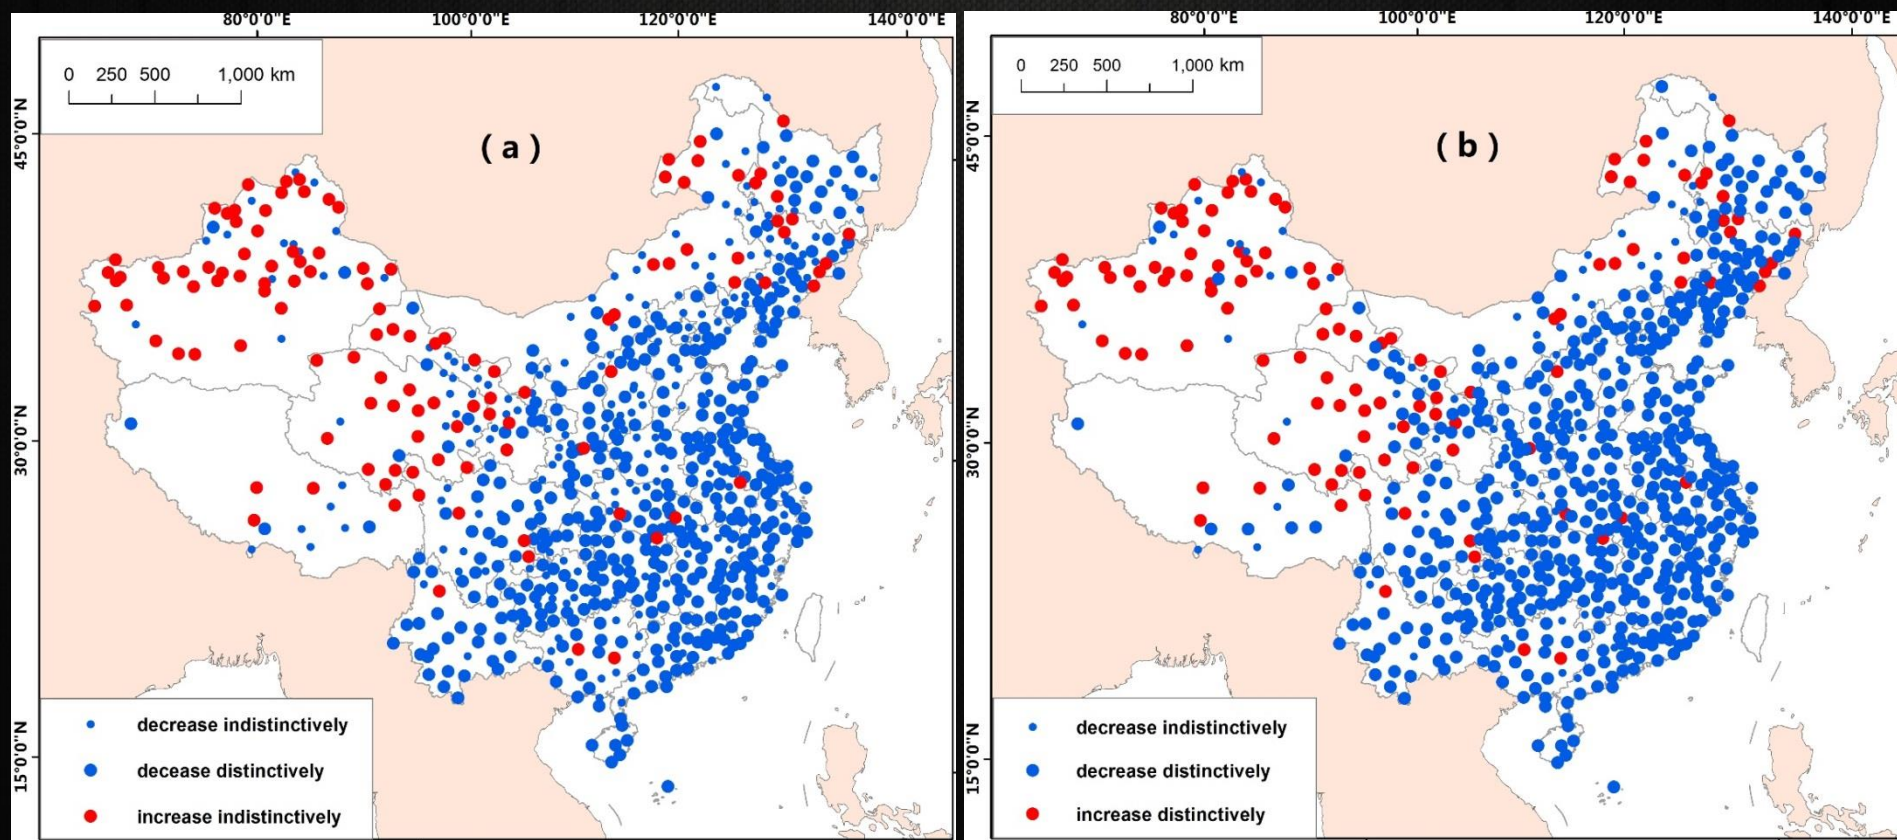 80°0'0"E 100°0'0"E 120°0'0"E 140°0'0"E
0 250 500 1,000 km
45°0'0"N
(a)
30°0'0"N
15°0'0"N
decrease indistinctively
decease distinctively
increase indistinctively
80°0'0"E 100°0'0"E 120°0'0"E 140°0'0"E
0 250 500 1,000 km
45°0'0"N
(b)
30°0'0"N
15°0'0"N
decrease indistinctively
decrease distinctively
increase distinctively